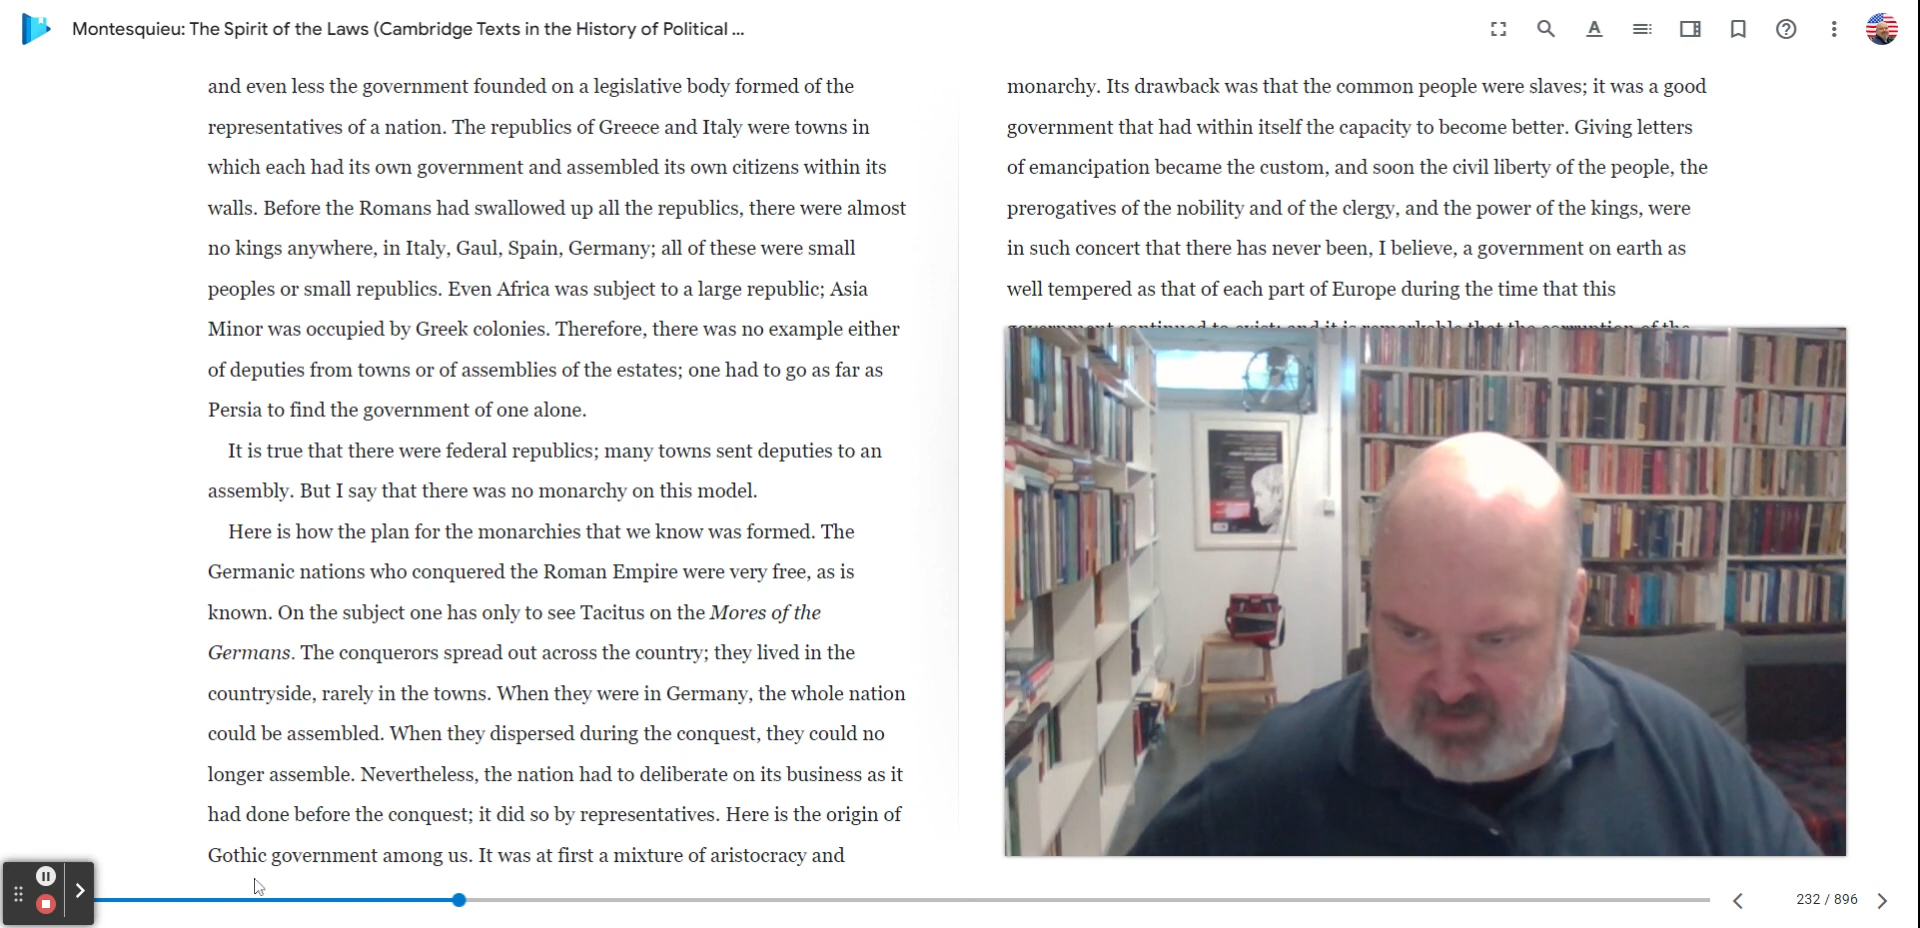 Montesquieu: The Spirit of the Laws (Cambridge Texts in the History of Political ...
and even less the government founded on a legislative body formed of the
representatives of a nation. The republics of Greece and Italy were towns in
which each had its own government and assembled its own citizens within its
walls. Before the Romans had swallowed up all the republics, there were almost
no kings anywhere, in Italy, Gaul, Spain, Germany; all of these were small
peoples or small republics. Even Africa was subject to a large republic; Asia
Minor was occupied by Greek colonies. Therefore, there was no example either
of deputies from towns or of assemblies of the estates; one had to go as far as
Persia to find the government of one alone.
It is true that there were federal republics; many towns sent deputies to an
assembly. But I say that there was no monarchy on this model.
Here is how the plan for the monarchies that we know was formed. The
Germanic nations who conquered the Roman Empire were very free, as is
known. On the subject one has only to see Tacitus on the Mores of the
Germans. The conquerors spread out across the country; they lived in the
countryside, rarely in the towns. When they were in Germany, the whole nation
could be assembled. When they dispersed during the conquest, they could no
longer assemble. Nevertheless, the nation had to deliberate on its business as it
had done before the conquest; it did so by representatives. Here is the origin of
Gothic government among us. It was at first a mixture of aristocracy and
monarchy. Its drawback was that the common people were slaves; it was a good
government that had within itself the capacity to become better. Giving letters
of emancipation became the custom, and soon the civil liberty of the people, the
prerogatives of the nobility and of the clergy, and the power of the kings, were
in such concert that there has never been, I believe, a government on earth as
well tempered as that of each part of Europe during the time that this
government continued to exist; and it is remarkable that the corruption of the
232 / 896